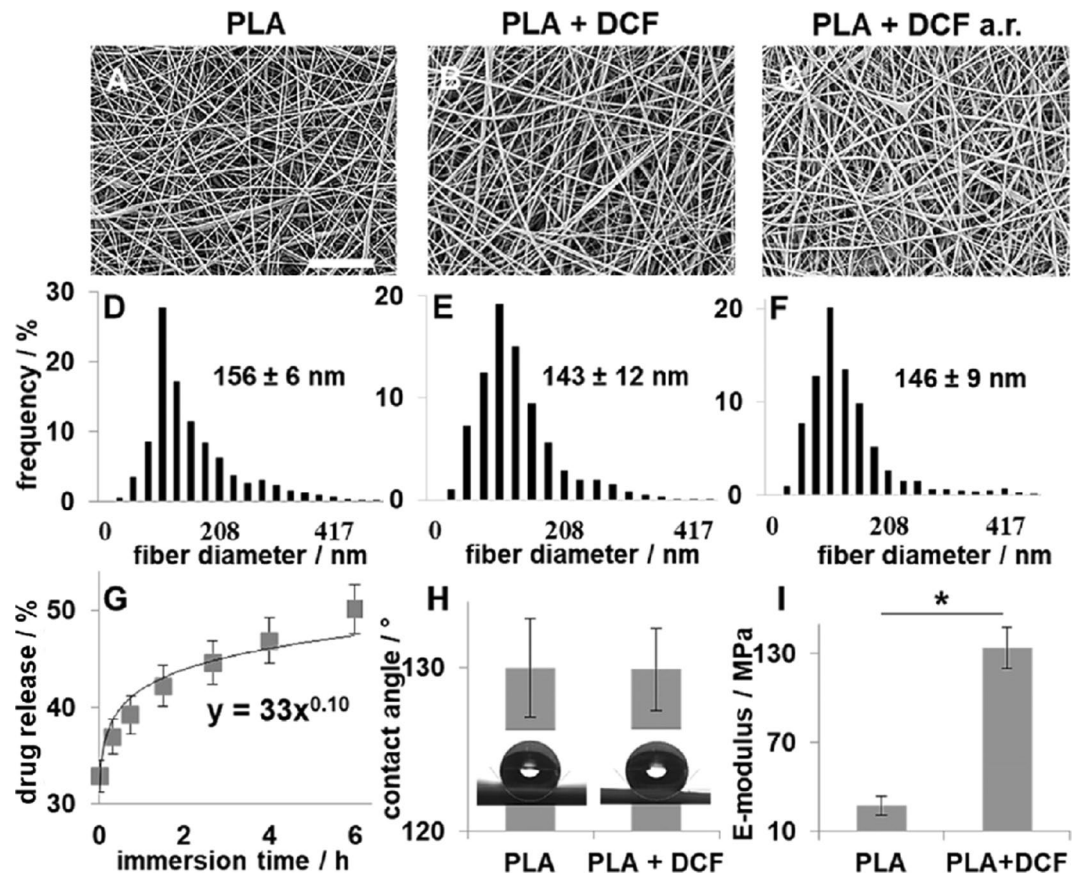 PLA
PLA + DCF
PLA + DCF a.r.
A
B
C
D
E
F
30
20
10
0
frequency / %
156 ± 6 nm
0
208
417
fiber diameter / nm
20
10
0
143 ± 12 nm
0
208
417
fiber diameter / nm
20
10
0
146 ± 9 nm
0
208
417
fiber diameter / nm
G
50
40
30
drug release / %
y = 33x^0.10
0
2
4
6
immersion time / h
H
130
120
contact angle / °
PLA
PLA + DCF
I
*
130
70
10
E-modulus / MPa
PLA
PLA+DCF